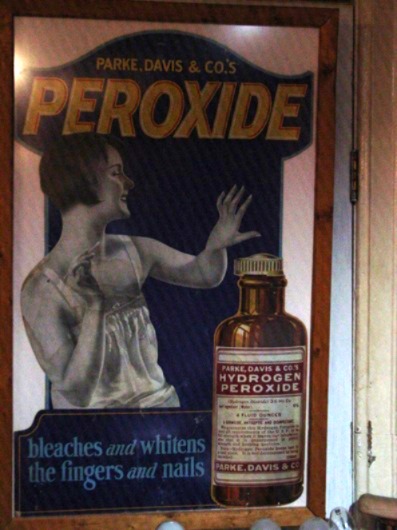 PARKE, DAVIS & CO.'S
PEROXIDE
PARKE, DAVIS & CO.'S
HYDROGEN
PEROXIDE
4 FLUID OUNCES
PARKE, DAVIS & CO
bleaches and whitens
the fingers and nails